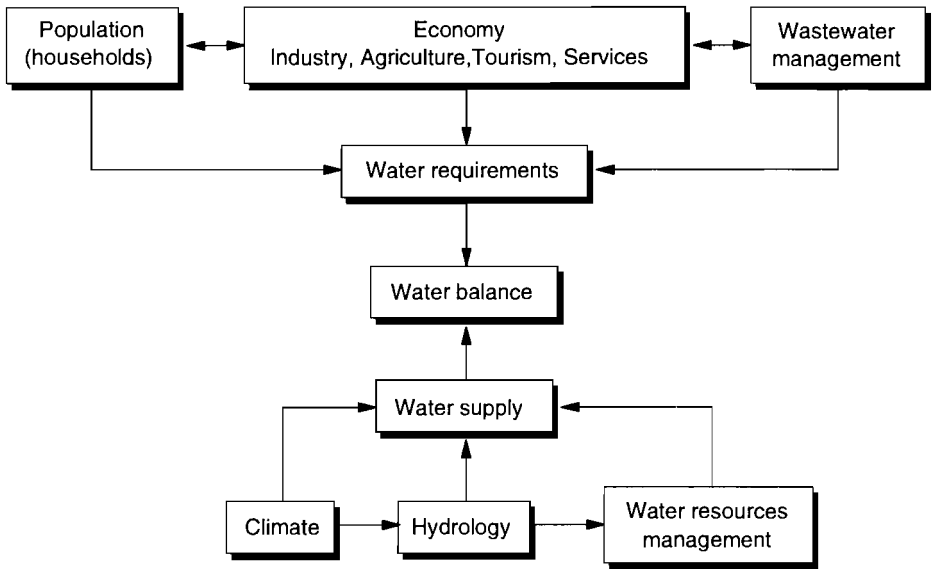 Population
(households)
Economy
Industry, Agriculture,Tourism, Services
Wastewater
management
Water requirements
Water balance
Water supply
Climate
Hydrology
Water resources
management